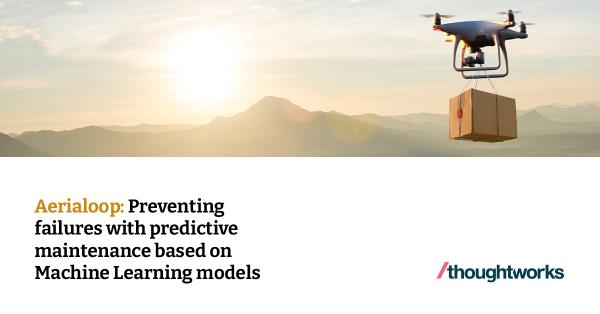 Aerialoop: Preventing
failures with predictive
maintenance based on
Machine Learning models
/thoughtworks